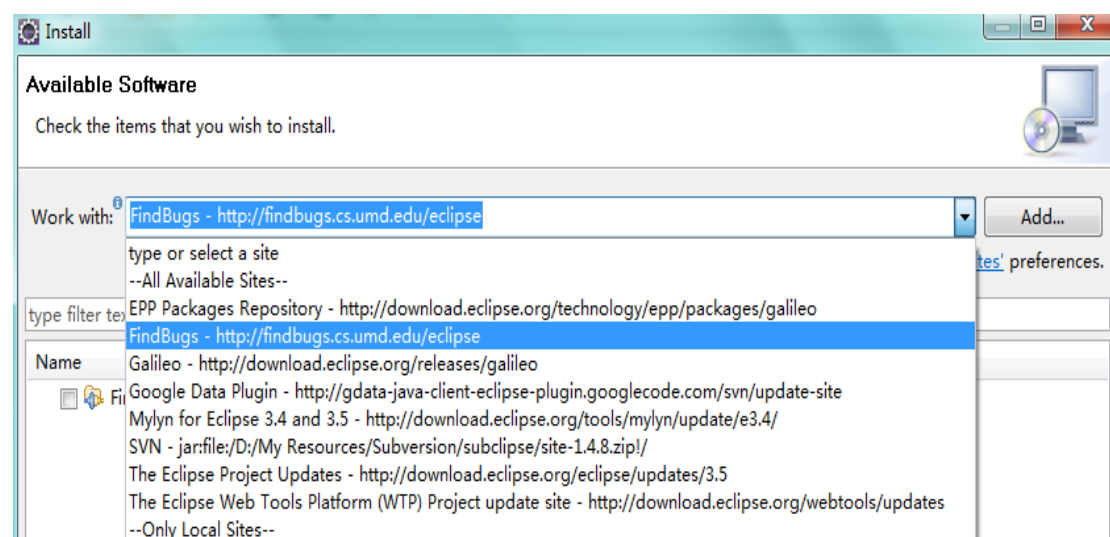 Install
Available Software
Check the items that you wish to install.
Work with:
FindBugs - http://findbugs.cs.umd.edu/eclipse
Add...
type or select a site
--All Available Sites--
preferences.
EPP Packages Repository - http://download.eclipse.org/technology/epp/packages/galileo
type filter
FindBugs - http://findbugs.cs.umd.edu/eclipse
Name
Galileo - http://download.eclipse.org/releases/galileo
Google Data Plugin - http://gdata-java-client-eclipse-plugin.googlecode.com/svn/update-site
Mylyn for Eclipse 3.4 and 3.5 - http://download.eclipse.org/tools/mylyn/update/e3.4/
SVN - jar:file:/D:/My Resources/Subversion/subclipse/site-1.4.8.zip!/
The Eclipse Project Updates - http://download.eclipse.org/eclipse/updates/3.5
The Eclipse Web Tools Platform (WTP) Project update site - http://download.eclipse.org/webtools/updates
--Only Local Sites--